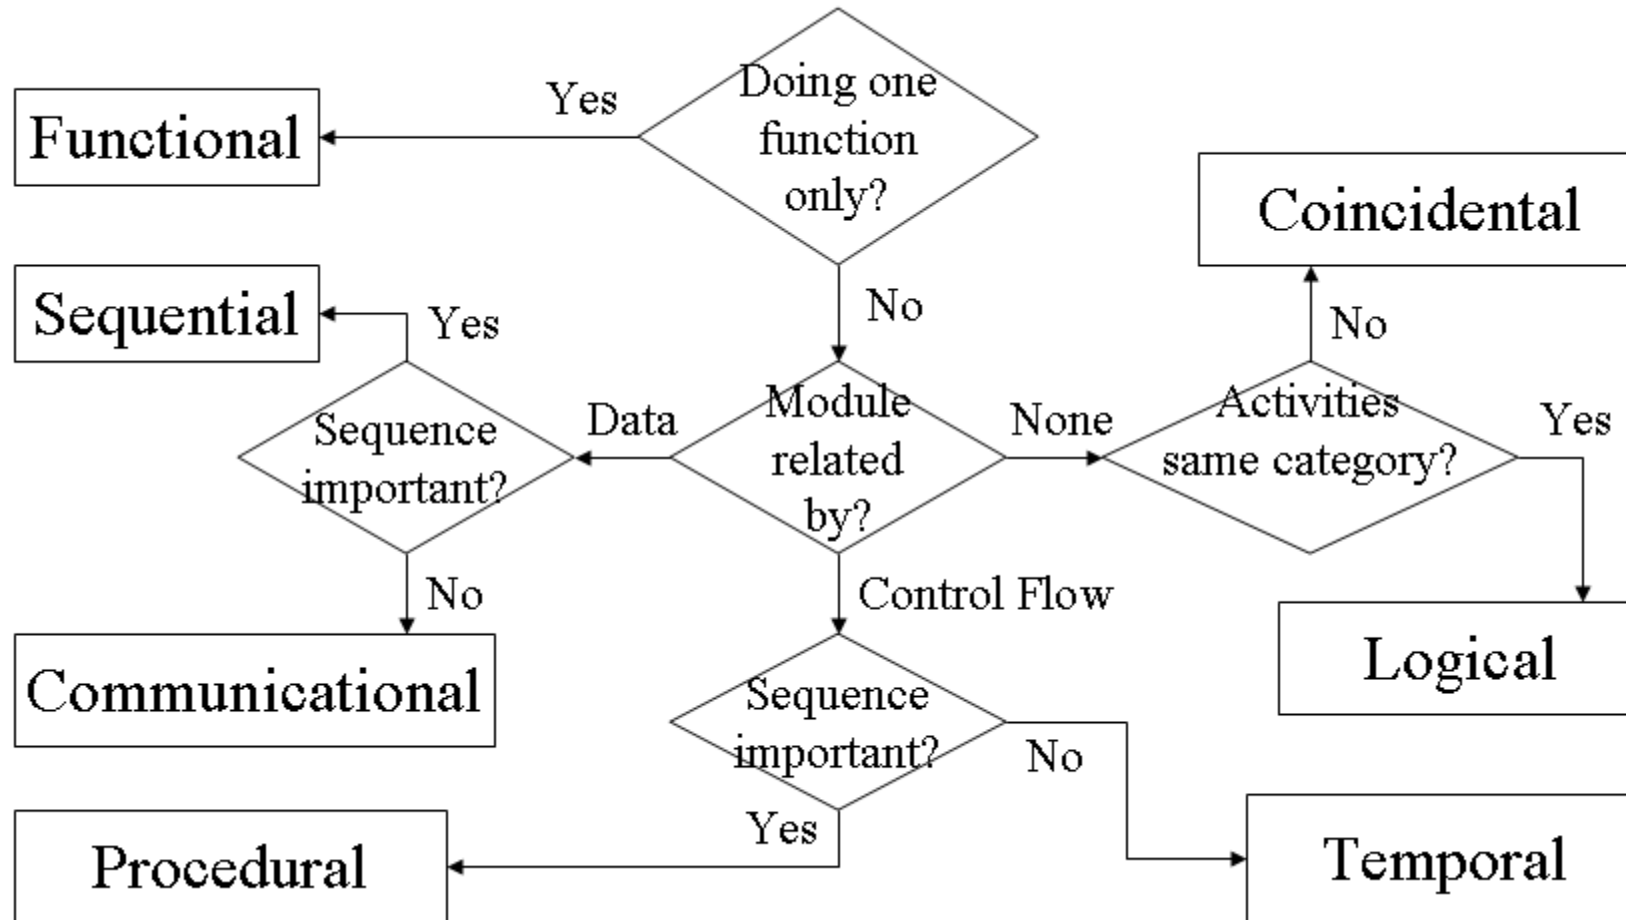 Doing one
function
only?
Yes
Functional
Coincidental
No
Sequential
Yes
No
Module
related
by?
Data
None
Sequence
important?
Activities
same category?
Yes
No
Control Flow
Communicational
Logical
Sequence
important?
No
Yes
Procedural
Temporal